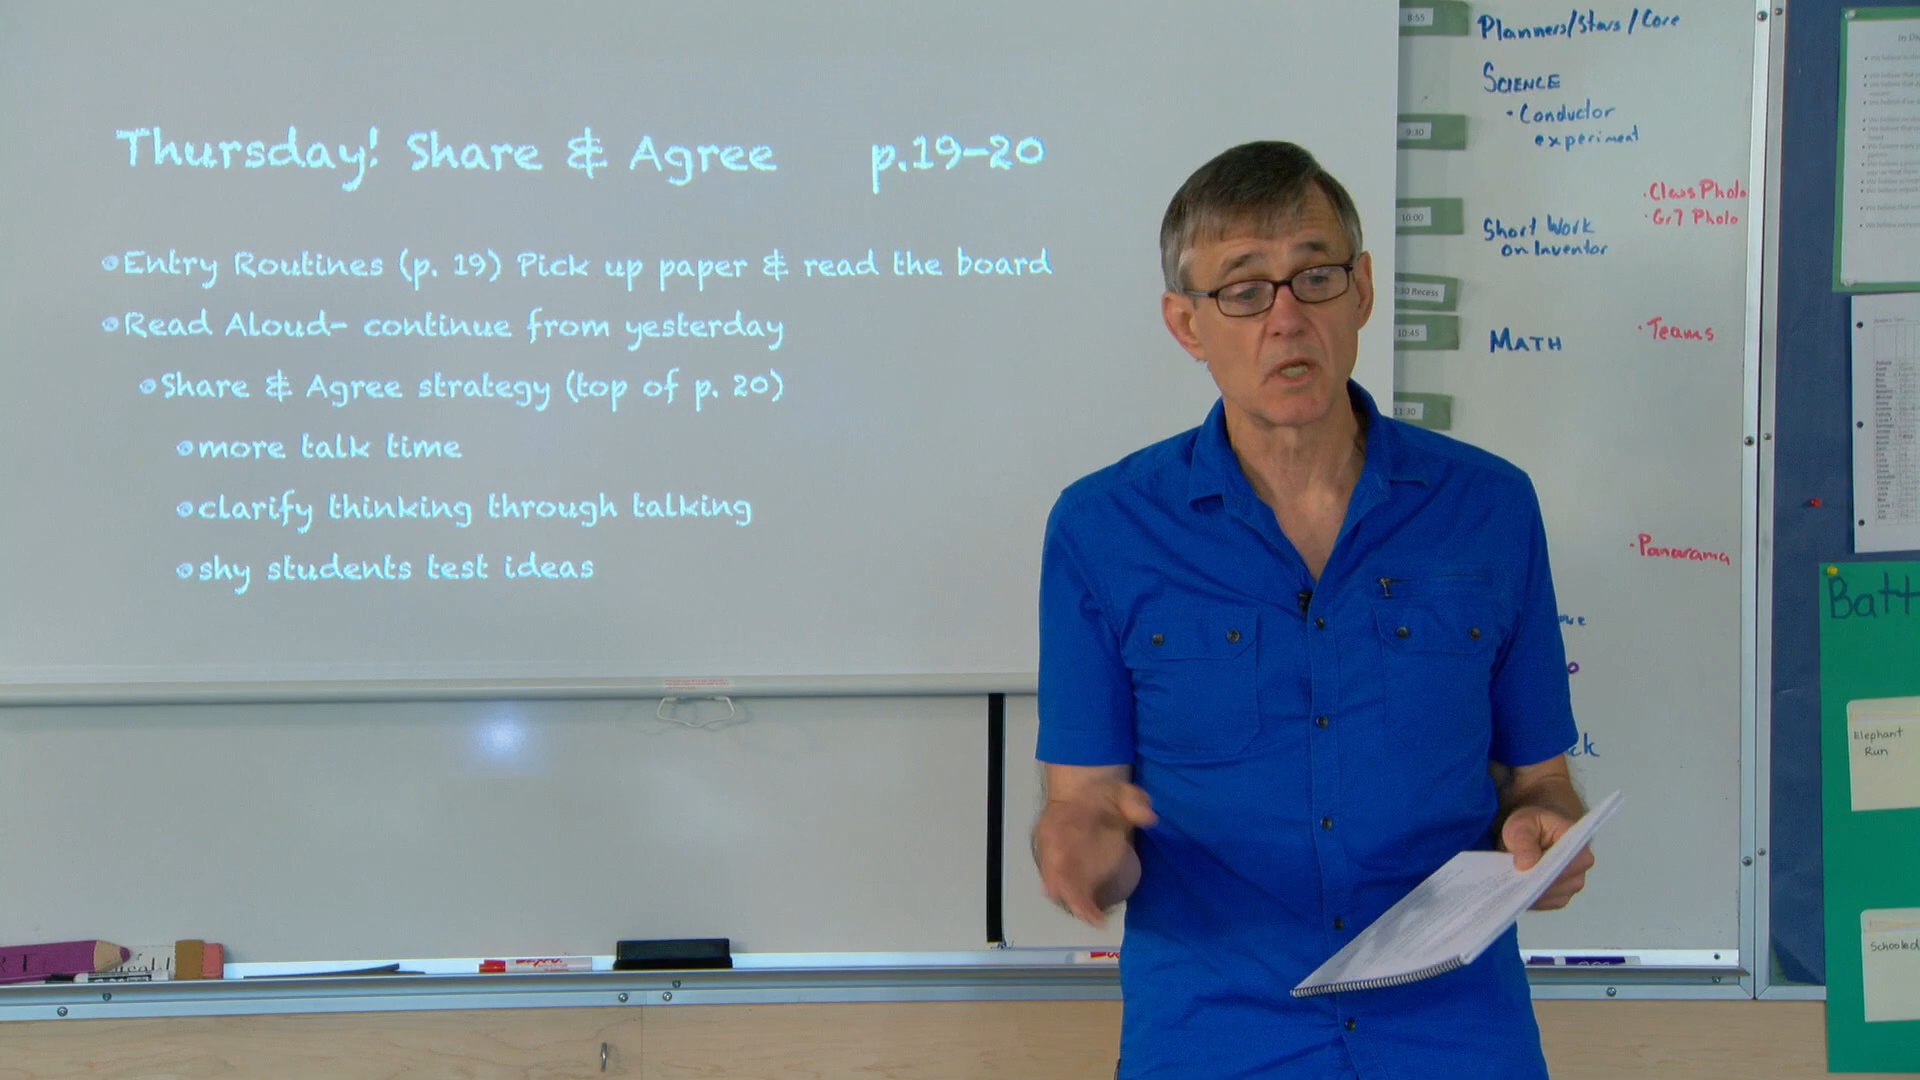 Thursday! Share & Agree p.19-20
Entry Routines (p. 19) Pick up paper & read the board
Read Aloud- continue from yesterday
Share & Agree strategy (top of p. 20)
more talk time
clarify thinking through talking
shy students test ideas
8:55
Planners/Stars/Core
SCIENCE
• Conductor
experiment
9:30
• Class Photo
• Gr7 Photo
10:00
Short Work
on Inventor
:30 Recess
10:45
MATH
• Teams
11:30
• Panorama
ck
Batt
Elephant
Run
Schooled